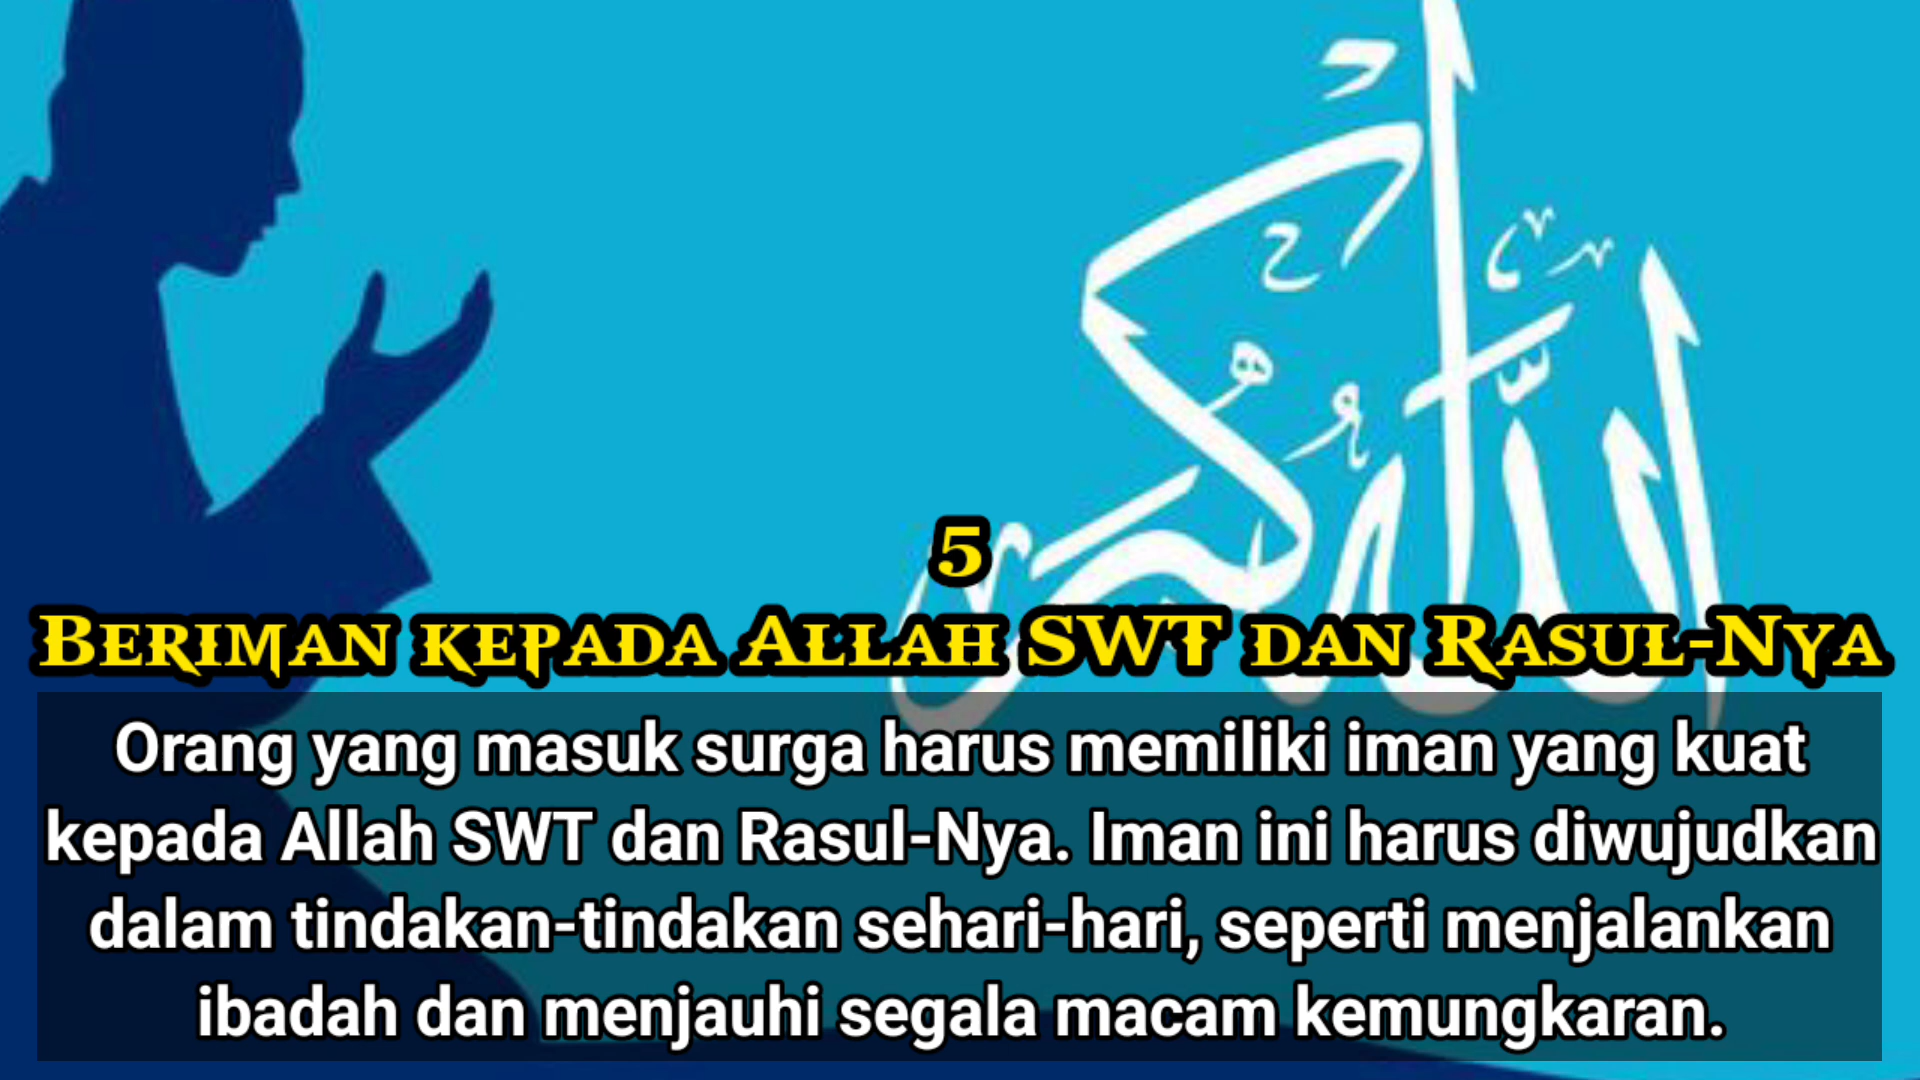 الله أكبر
5
Beriman kepada Allah SWT dan Rasul-Nya
Orang yang masuk surga harus memiliki iman yang kuat
kepada Allah SWT dan Rasul-Nya. Iman ini harus diwujudkan
dalam tindakan-tindakan sehari-hari, seperti menjalankan
ibadah dan menjauhi segala macam kemungkaran.